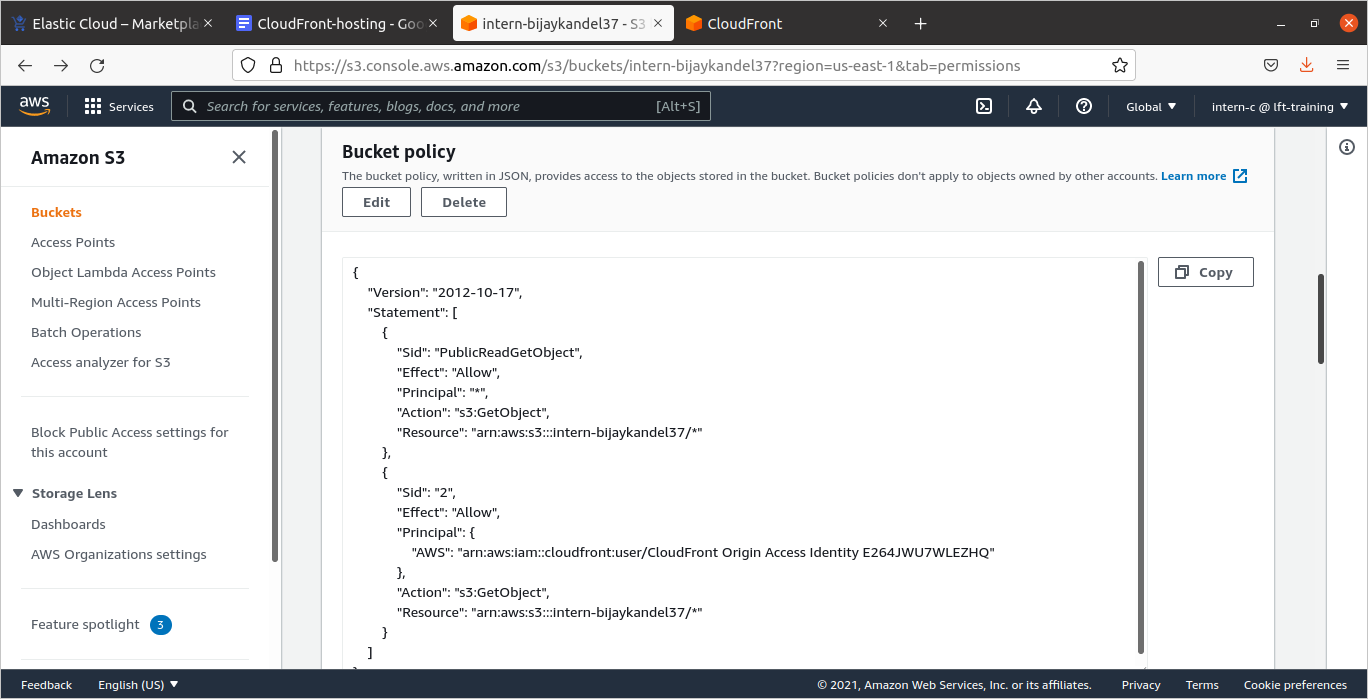 Elastic Cloud – Marketpla
CloudFront-hosting - Goo
intern-bijaykandel37 - S3
CloudFront
https://s3.console.aws.amazon.com/s3/buckets/intern-bijaykandel37?region=us-east-1&tab=permissions
aws
Services
Search for services, features, blogs, docs, and more
[Alt+S]
Global
intern-c @ lft-training
Amazon S3
Buckets
Access Points
Object Lambda Access Points
Multi-Region Access Points
Batch Operations
Access analyzer for S3
Block Public Access settings for
this account
Storage Lens
Dashboards
AWS Organizations settings
Feature spotlight 3
Bucket policy
The bucket policy, written in JSON, provides access to the objects stored in the bucket. Bucket policies don't apply to objects owned by other accounts. Learn more
Edit
Delete
Copy
{
"Version": "2012-10-17",
"Statement": [
{
"Sid": "PublicReadGetObject",
"Effect": "Allow",
"Principal": "*",
"Action": "s3:GetObject",
"Resource": "arn:aws:s3:::intern-bijaykandel37/*"
},
{
"Sid": "2",
"Effect": "Allow",
"Principal": {
"AWS": "arn:aws:iam::cloudfront:user/CloudFront Origin Access Identity E264JWU7WLEZHQ"
},
"Action": "s3:GetObject",
"Resource": "arn:aws:s3:::intern-bijaykandel37/*"
}
]
Feedback
English (US)
© 2021, Amazon Web Services, Inc. or its affiliates.
Privacy
Terms
Cookie preferences